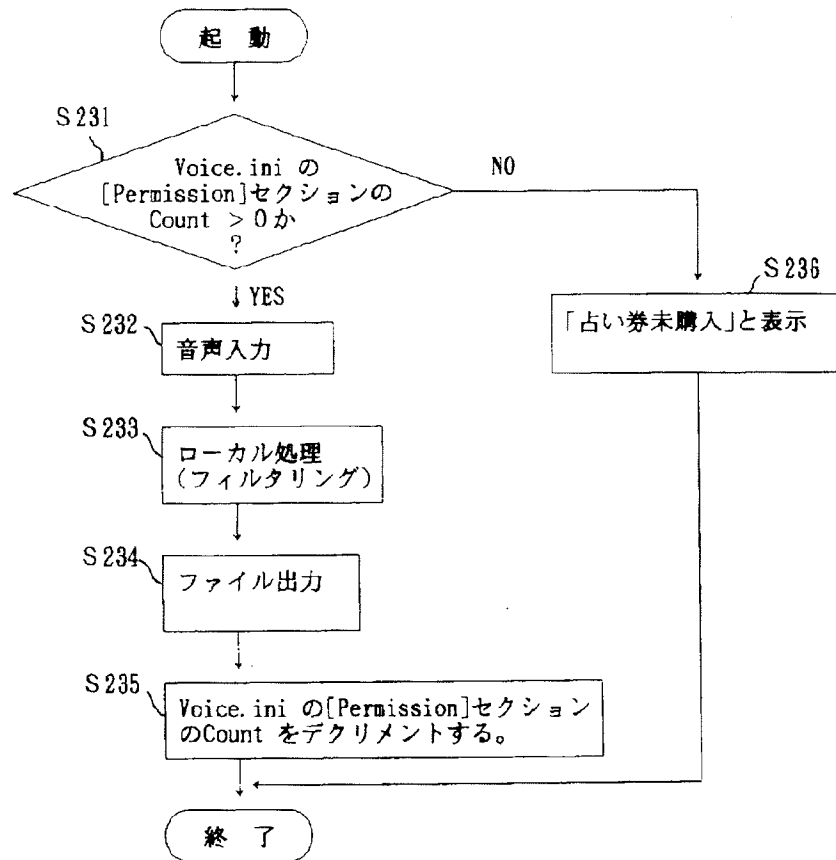 起 動
S231
Voice.ini の
[Permission]セクションの
Count > 0か
?
NO
YES
S236
「占い券未購入」と表示
S232
音声入力
S233
ローカル処理
(フィルタリング)
S234
ファイル出力
S235
Voice.ini の[Permission]セクション
のCount をデクリメントする。
終 了